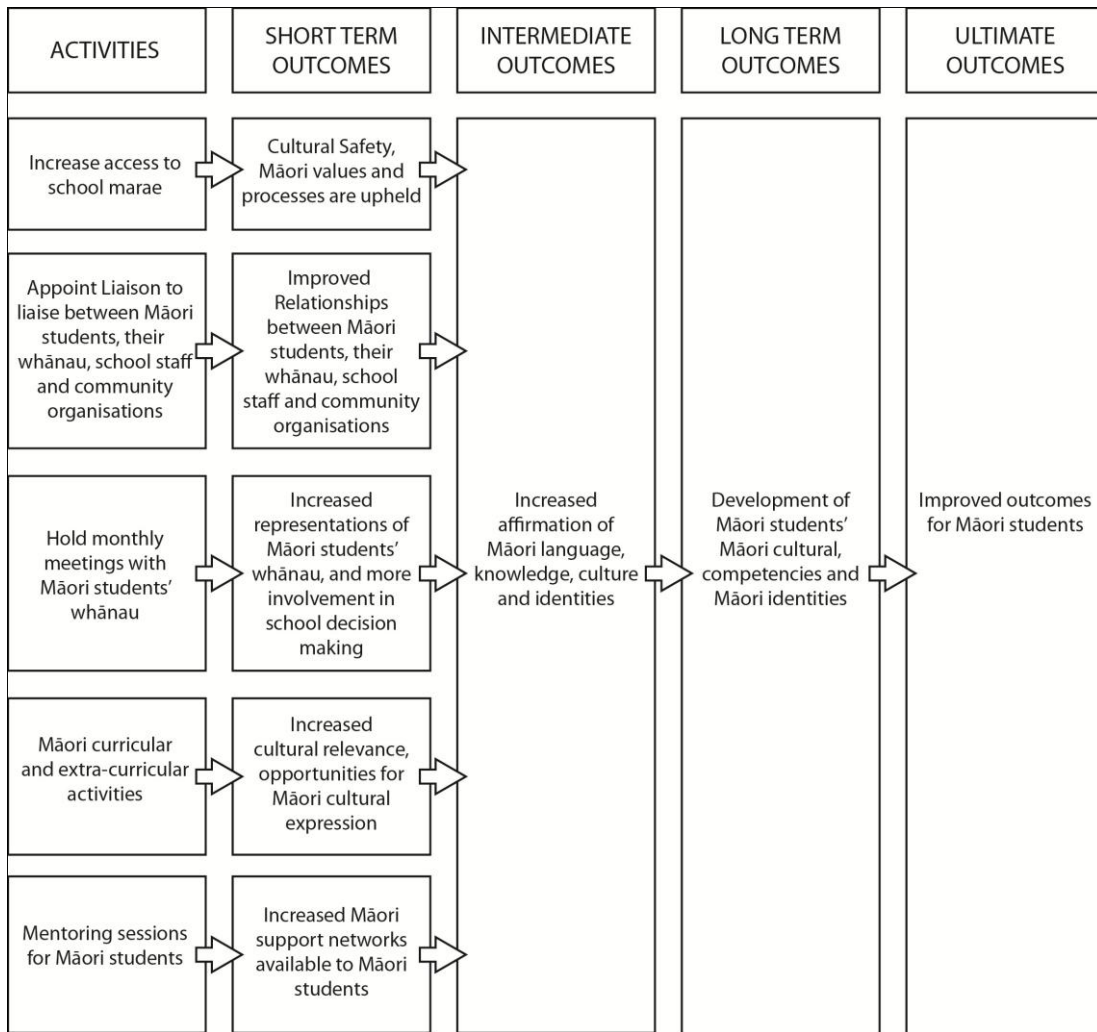 ACTIVITIES
SHORT TERM
OUTCOMES
INTERMEDIATE
OUTCOMES
LONG TERM
OUTCOMES
ULTIMATE
OUTCOMES
Increase access to
school marae
Cultural Safety,
Māori values and
processes are upheld
Appoint Liaison to
liaise between Māori
students, their
whānau, school staff
and community
organisations
Improved
Relationships
between Māori
students, their
whānau, school
staff and community
organisations
Hold monthly
meetings with
Māori students’
whānau
Increased
representations of
Māori students’
whānau, and more
involvement in
school decision
making
Māori curricular
and extra-curricular
activities
Increased
cultural relevance,
opportunities for
Māori cultural
expression
Mentoring sessions
for Māori students
Increased Māori
support networks
available to Māori
students
Increased
affirmation of
Māori language,
knowledge, culture
and identities
Development of
Māori students’
Māori cultural,
competencies and
Māori identities
Improved outcomes
for Māori students